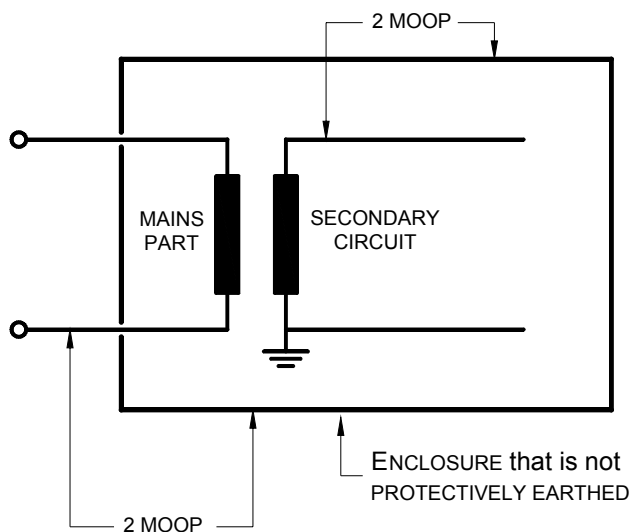 2 MOOP
MAINS
PART
SECONDARY
CIRCUIT
ENCLOSURE that is not
PROTECTIVELY EARTHED
2 MOOP